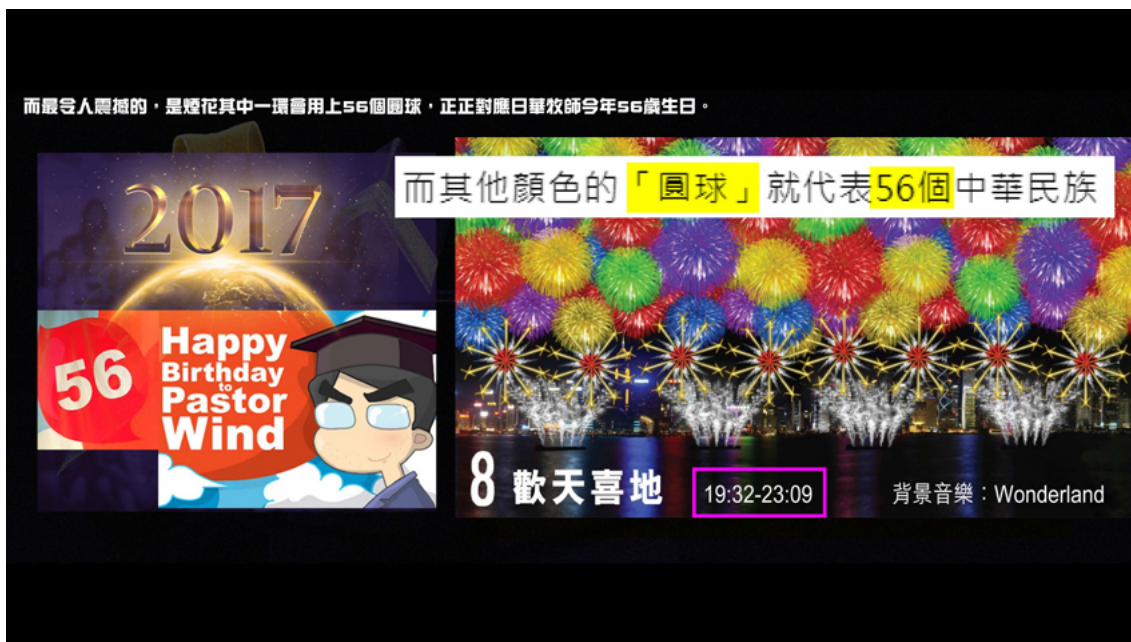 而最令人震撼的，是煙花其中一環會用上56個圓球，正正對應日華牧師今年56歲生日。
而其他顏色的「圓球」就代表56個中華民族
2017
56
Happy
Birthday
to
Pastor
Wind
8 歡天喜地
19:32-23:09
背景音樂：Wonderland